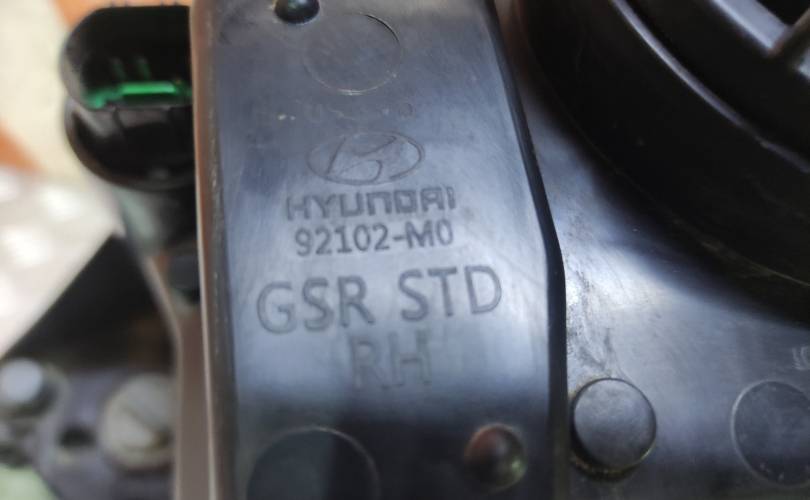 HYUNDAI
92102-M0
GSR STD
RH